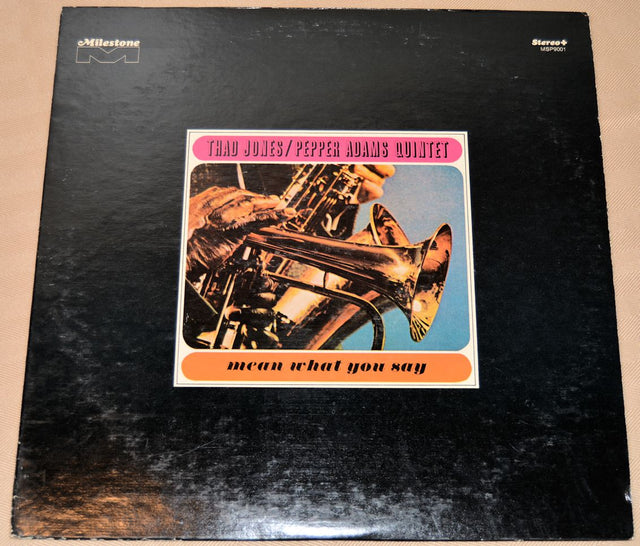 Milestone
Stereo+
MSP9001
THAD JONES/PEPPER ADAMS QUINTET
mean what you say